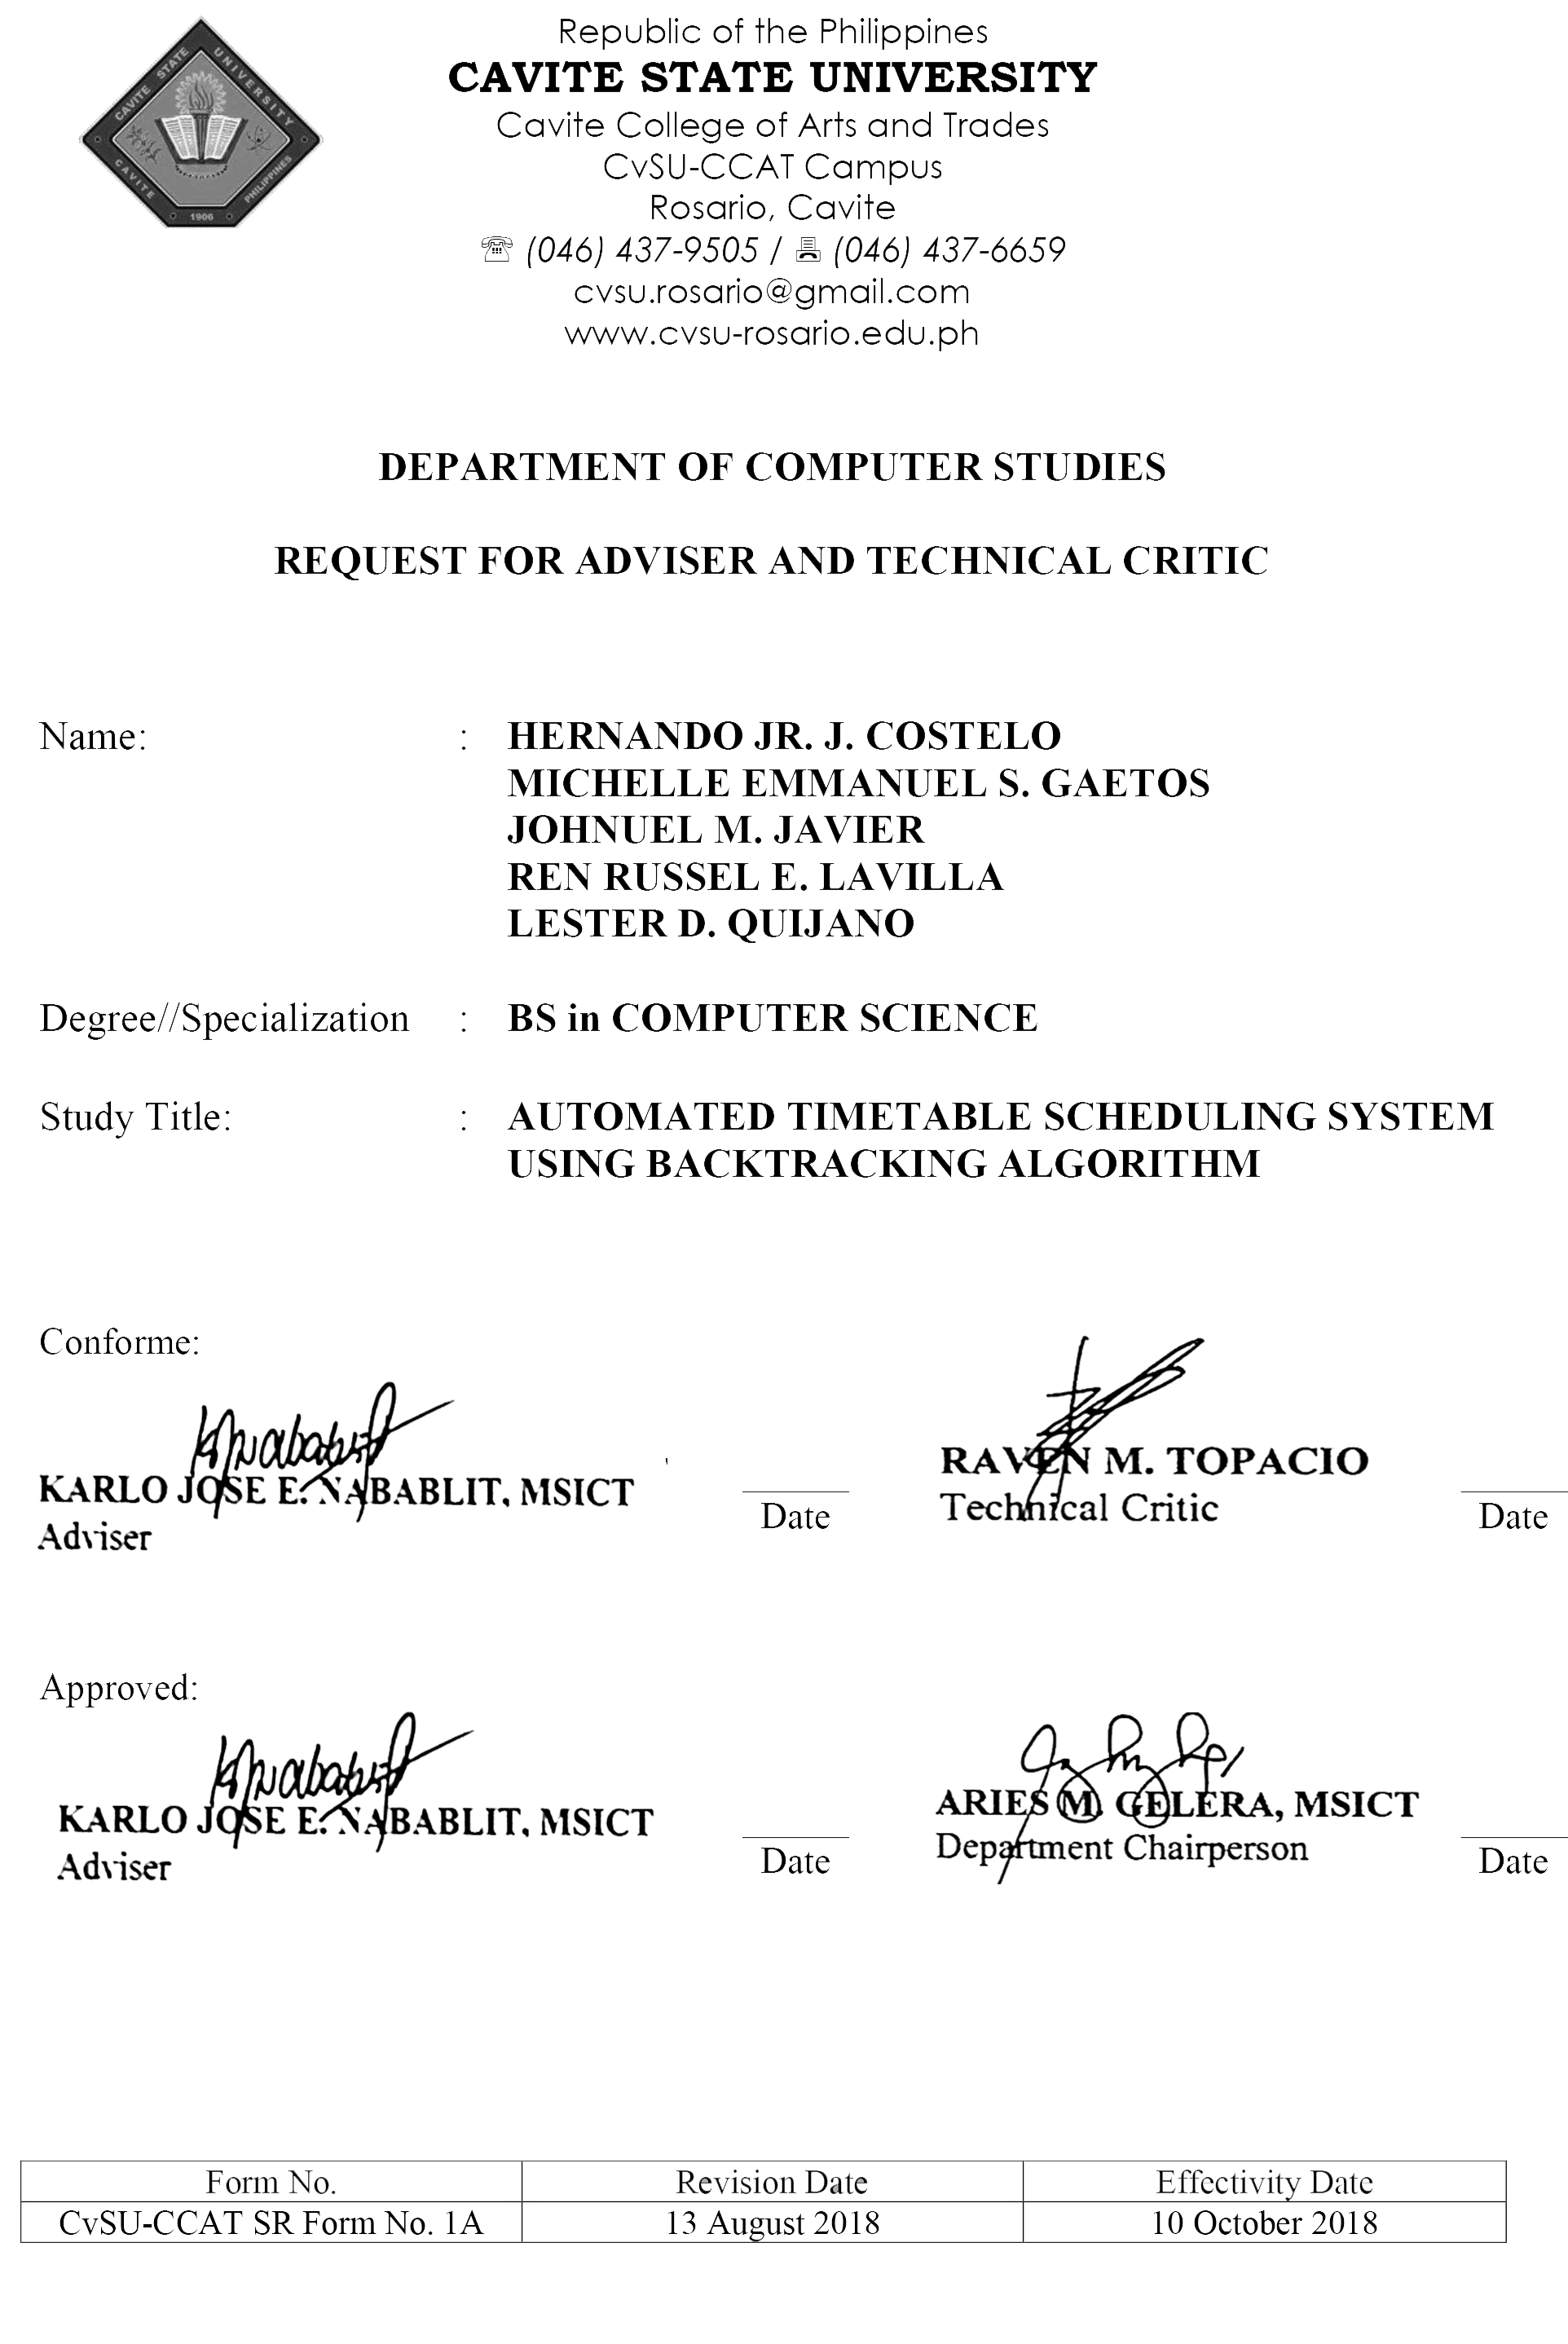 Republic of the Philippines
CAVITE STATE UNIVERSITY
Cavite College of Arts and Trades
CvSU-CCAT Campus
Rosario, Cavite
(046) 437-9505 / (046) 437-6659
cvsu.rosario@gmail.com
www.cvsu-rosario.edu.ph
CAVITE STATE UNIVERSITY
CAVITE 1906 PHILIPPINES
DEPARTMENT OF COMPUTER STUDIES
REQUEST FOR ADVISER AND TECHNICAL CRITIC
Name: : HERNANDO JR. J. COSTELO
MICHELLE EMMANUEL S. GAETOS
JOHNUEL M. JAVIER
REN RUSSEL E. LAVILLA
LESTER D. QUIJANO
Degree//Specialization : BS in COMPUTER SCIENCE
Study Title: : AUTOMATED TIMETABLE SCHEDULING SYSTEM
USING BACKTRACKING ALGORITHM
Conforme:
KARLO JOSE E. NABABLIT, MSICT
Adviser
Date
RAVEN M. TOPACIO
Technical Critic
Date
Approved:
KARLO JOSE E. NABABLIT, MSICT
Adviser
Date
ARIES M. GELERA, MSICT
Department Chairperson
Date
Form No. Revision Date Effectivity Date
CvSU-CCAT SR Form No. 1A 13 August 2018 10 October 2018